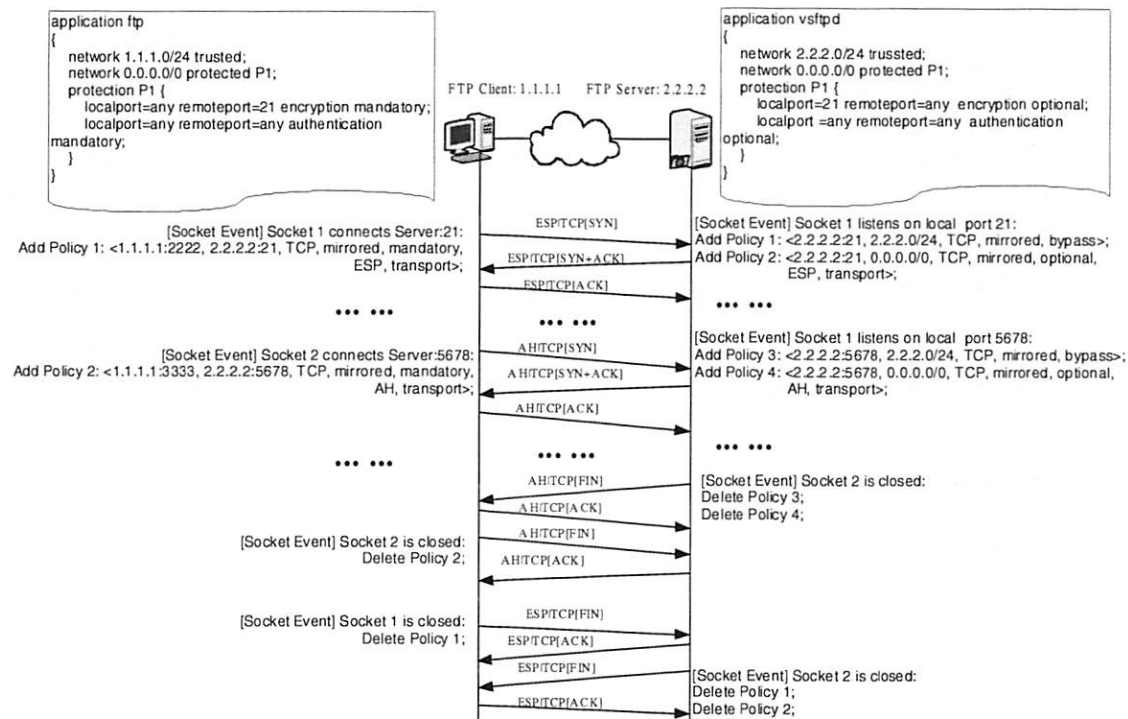 application ftp
{
network 1.1.1.0/24 trusted;
network 0.0.0.0/0 protected P1;
protection P1 {
localport=any remoteport=21 encryption mandatory;
localport=any remoteport=any authentication
mandatory;
}
}
application vsftpd
{
network 2.2.2.0/24 trussted;
network 0.0.0.0/0 protected P1;
protection P1 {
localport=21 remoteport=any encryption optional;
localport =any remoteport=any authentication
optional;
}
}
FTP Client: 1.1.1.1
FTP Server: 2.2.2.2
[Socket Event] Socket 1 connects Server:21:
Add Policy 1: <1.1.1.1:2222, 2.2.2.2:21, TCP, mirrored, mandatory,
ESP, transport>;
ESP|TCP[SYN]
ESP|TCP[SYN+ACK]
ESP|TCP[ACK]
[Socket Event] Socket 1 listens on local port 21:
Add Policy 1: <2.2.2.2:21, 2.2.2.0/24, TCP, mirrored, bypass>;
Add Policy 2: <2.2.2.2:21, 0.0.0.0/0, TCP, mirrored, optional,
ESP, transport>;
••• •••
••• •••
••• •••
[Socket Event] Socket 2 connects Server:5678:
Add Policy 2: <1.1.1.1:3333, 2.2.2.2:5678, TCP, mirrored, mandatory,
AH, transport>;
AH|TCP[SYN]
AH|TCP[SYN+ACK]
AH|TCP[ACK]
[Socket Event] Socket 1 listens on local port 5678:
Add Policy 3: <2.2.2.2:5678, 2.2.2.0/24, TCP, mirrored, bypass>;
Add Policy 4: <2.2.2.2:5678, 0.0.0.0/0, TCP, mirrored, optional,
AH, transport>;
••• •••
••• •••
••• •••
AH|TCP[FIN]
AH|TCP[ACK]
AH|TCP[FIN]
AH|TCP[ACK]
[Socket Event] Socket 2 is closed:
Delete Policy 3;
Delete Policy 4;
[Socket Event] Socket 2 is closed:
Delete Policy 2;
[Socket Event] Socket 1 is closed:
Delete Policy 1;
ESP|TCP[FIN]
ESP|TCP[ACK]
ESP|TCP[FIN]
ESP|TCP[ACK]
[Socket Event] Socket 2 is closed:
Delete Policy 1;
Delete Policy 2;